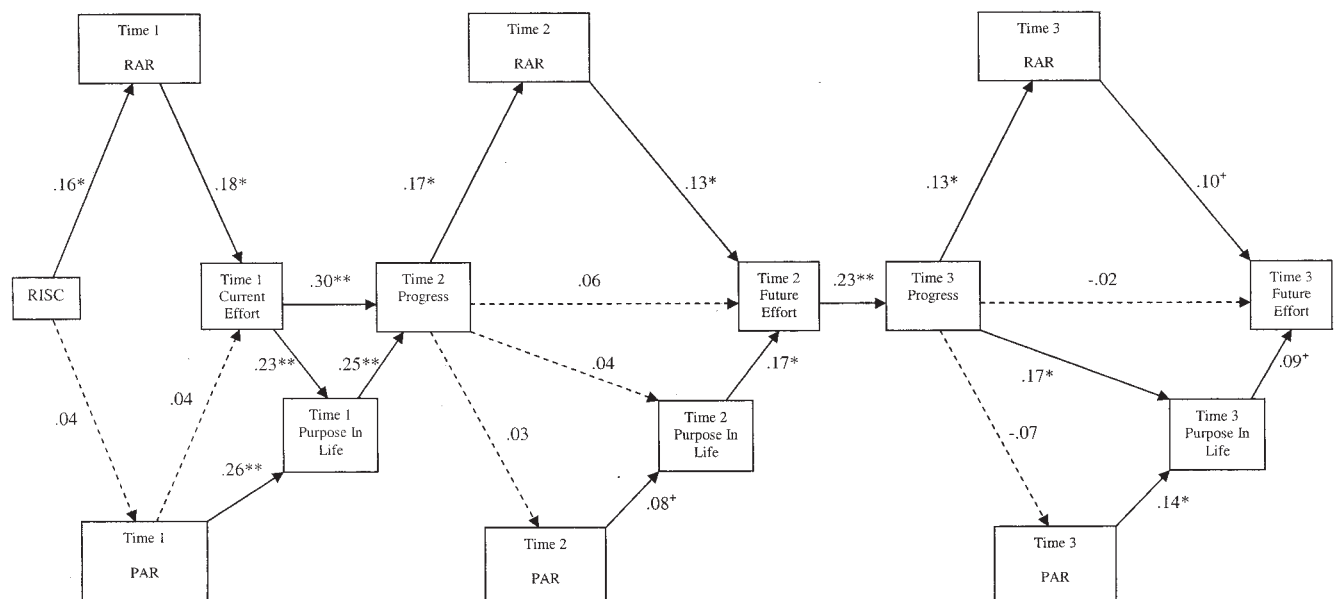 Time 1
RAR
Time 2
RAR
Time 3
RAR
.16*
.18*
.17*
.13*
.13*
.10+
RISC
Time 1
Current
Effort
.30**
Time 2
Progress
.06
Time 2
Future
Effort
.23**
Time 3
Progress
-.02
Time 3
Future
Effort
.23**
.25**
.04
.17*
.17*
.09+
.04
.04
Time 1
Purpose In
Life
.03
Time 2
Purpose In
Life
-.07
Time 3
Purpose In
Life
.26**
.08+
.14*
Time 1
PAR
Time 2
PAR
Time 3
PAR